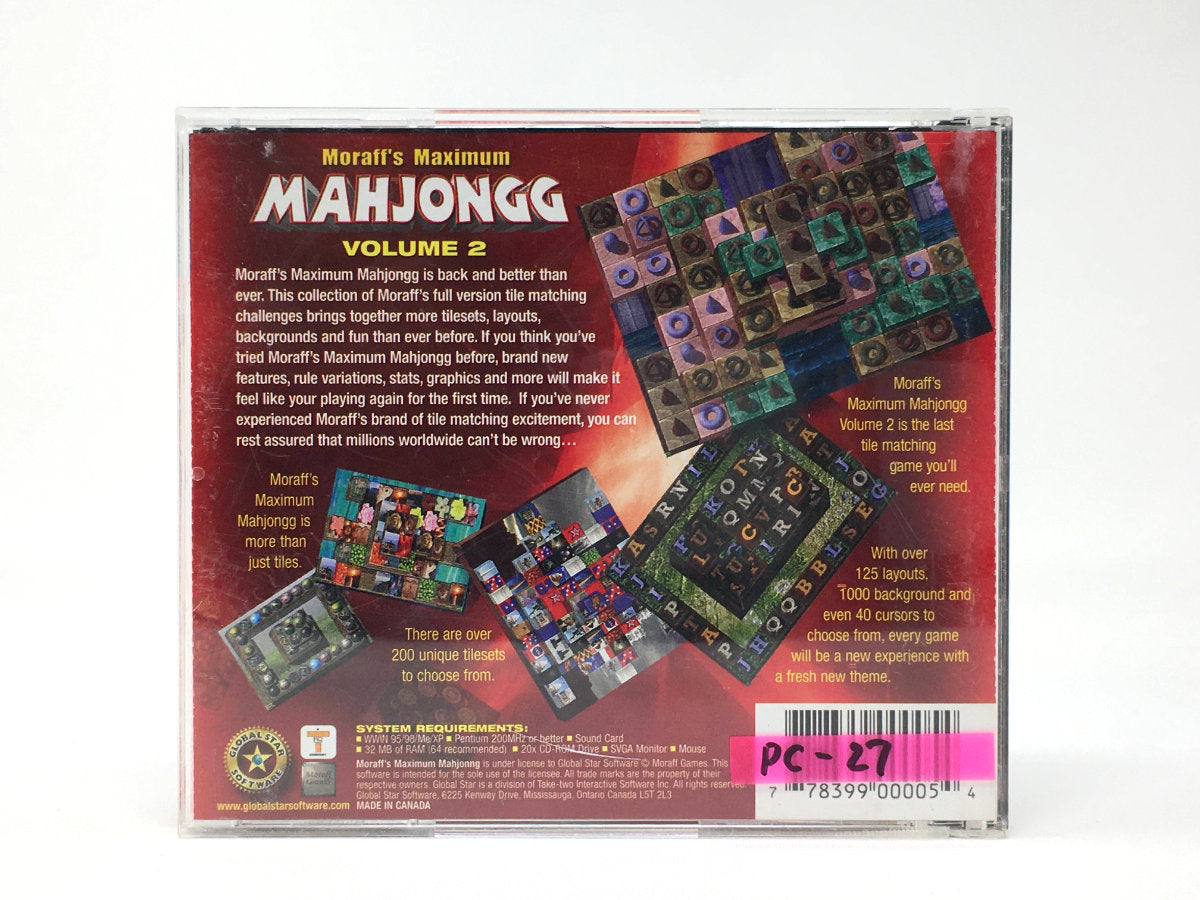 Moraff's Maximum
MAHJONGG
VOLUME 2
Moraff's Maximum Mahjongg is back and better than
ever. This collection of Moraff's full version tile matching
challenges brings together more tilesets, layouts,
backgrounds and fun than ever before. If you think you've
tried Moraff's Maximum Mahjongg before, brand new
features, rule variations, stats, graphics and more will make it
feel like your playing again for the first time. If you've never
experienced Moraff's brand of tile matching excitement, you can
rest assured that millions worldwide can't be wrong...
Moraff's
Maximum Mahjongg
Volume 2 is the last
tile matching
game you'll
ever need.
Moraff's
Maximum
Mahjongg is
more than
just tiles.
There are over
200 unique tilesets
to choose from.
With over
125 layouts,
1000 background and
even 40 cursors to
choose from, every game
will be a new experience with
a fresh new theme.
GLOBAL STAR
SOFTWARE
Moraff
Games
www.globalstarsoftware.com
SYSTEM REQUIREMENTS:
■ WWIN 95/98/Me/XP ■ Pentium 200MHz or better ■ Sound Card
■ 32 MB of RAM (64 recommended) ■ 20x CD-ROM Drive ■ SVGA Monitor ■ Mouse
Moraff's Maximum Mahjonng is under license to Global Star Software © Moraff Games. This
software is intended for the sole use of the licensee. All trade marks are the property of their
respective owners. Global Star is a division of Take-two Interactive Software Inc. All rights reserved.
Global Star Software, 6225 Kenway Drive, Mississauga, Ontario Canada L5T 2L3
MADE IN CANADA
PC-27
7 78399 00005 4